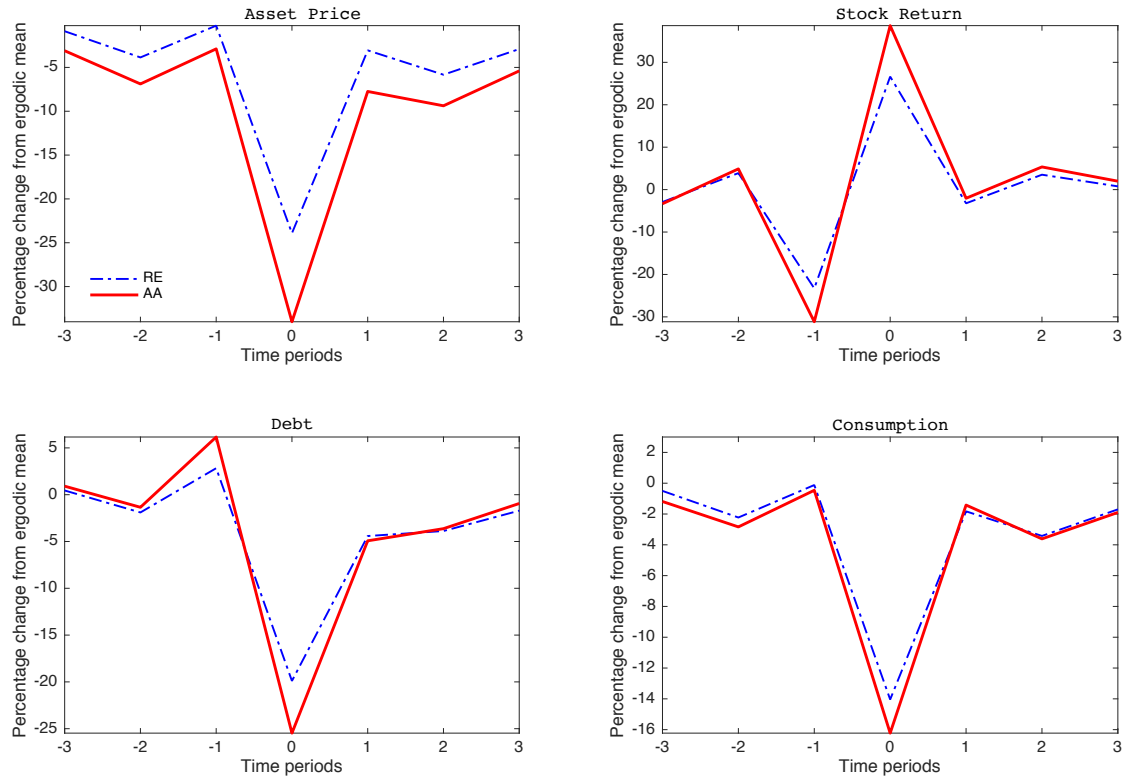 Asset Price
Percentage change from ergodic mean
-5
-10
-15
-20
-25
-30
RE
AA
-3 -2 -1 0 1 2 3
Time periods
Stock Return
Percentage change from ergodic mean
30
20
10
0
-10
-20
-30
-3 -2 -1 0 1 2 3
Time periods
Debt
Percentage change from ergodic mean
5
0
-5
-10
-15
-20
-25
-3 -2 -1 0 1 2 3
Time periods
Consumption
Percentage change from ergodic mean
2
0
-2
-4
-6
-8
-10
-12
-14
-16
-3 -2 -1 0 1 2 3
Time periods